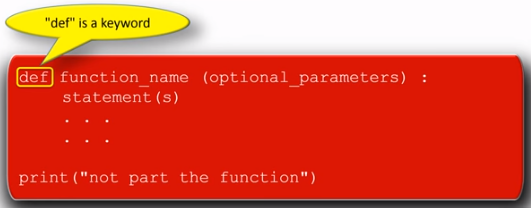 "def" is a keyword
def function_name (optional_parameters) :
statement(s)
. . .
. . .
print("not part the function")